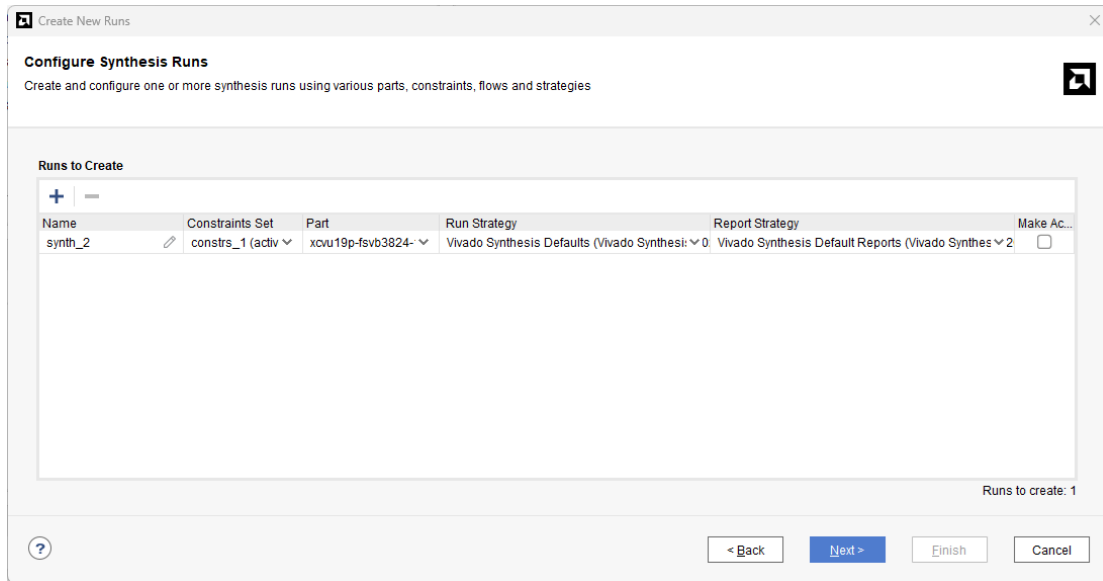 Create New Runs
Configure Synthesis Runs
Create and configure one or more synthesis runs using various parts, constraints, flows and strategies
Runs to Create
Name Constraints Set Part Run Strategy Report Strategy Make Ac...
synth_2 constrs_1 (activ xcvu19p-fsvb3824- Vivado Synthesis Defaults (Vivado Synthesi: 0 Vivado Synthesis Default Reports (Vivado Synthes 2
Runs to create: 1
? < Back Next > Finish Cancel